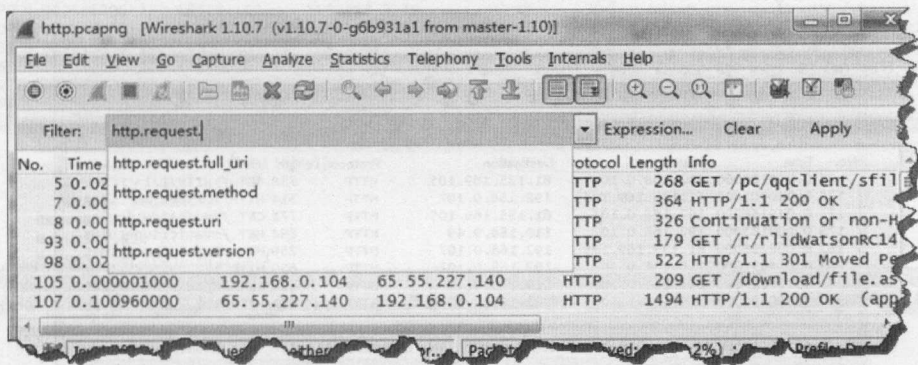 http.pcapng [Wireshark 1.10.7 (v1.10.7-0-g6b931a1 from master-1.10)]
File Edit View Go Capture Analyze Statistics Telephony Tools Internals Help
Filter: http.request. Expression... Clear Apply
No. Time otocol Length Info
http.request.full_uri
http.request.method
http.request.uri
http.request.version
5 0.02 TTP 268 GET /pc/qqclient/sfil
7 0.00 TTP 364 HTTP/1.1 200 OK
8 0.00 TTP 326 Continuation or non-H
93 0.00 TTP 179 GET /r/rlidWatsonRC14
98 0.02 TTP 522 HTTP/1.1 301 Moved Pe
105 0.000001000 192.168.0.104 65.55.227.140 HTTP 209 GET /download/file.as
107 0.100960000 65.55.227.140 192.168.0.104 HTTP 1494 HTTP/1.1 200 OK (app